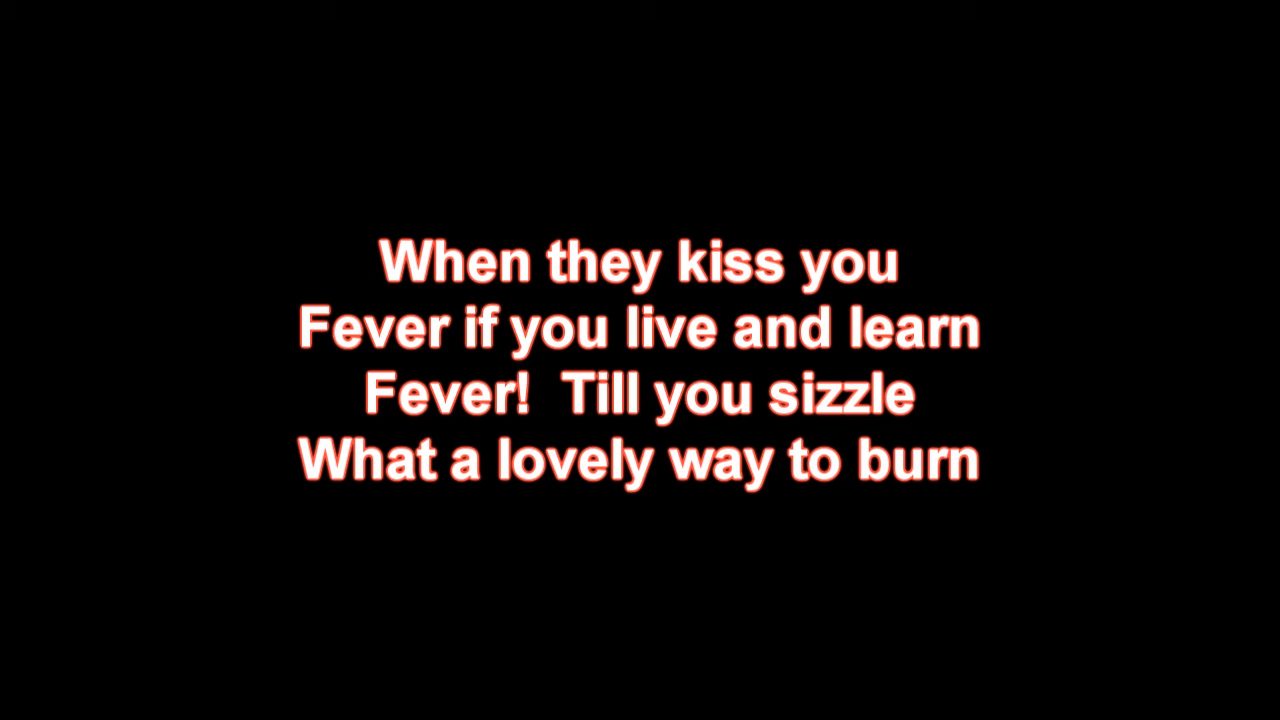 When they kiss you
Fever if you live and learn
Fever!  Till you sizzle
What a lovely way to burn